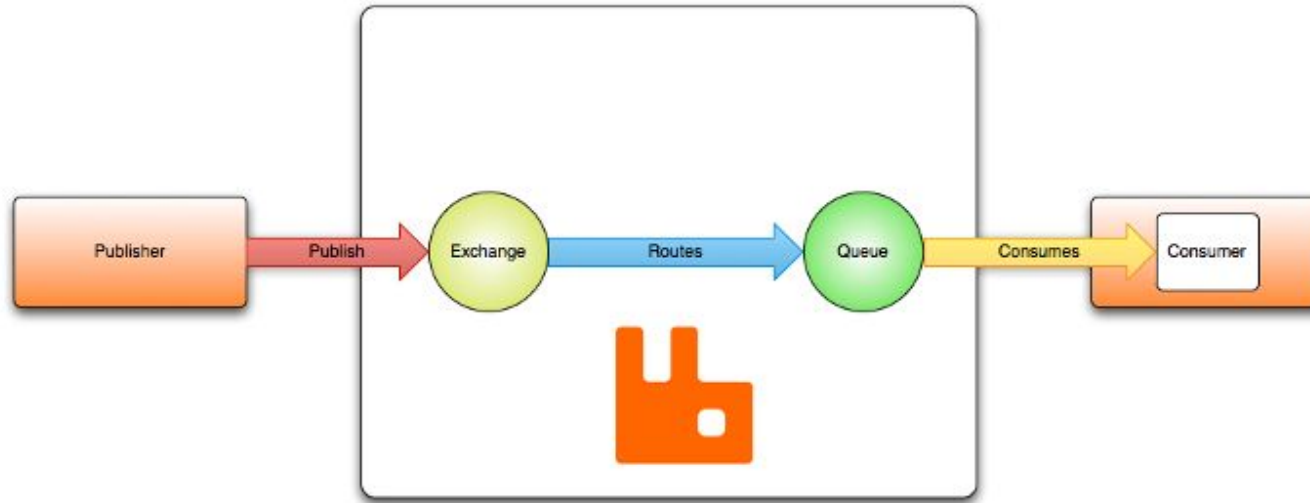 Publisher
Publish
Exchange
Routes
Queue
Consumes
Consumer